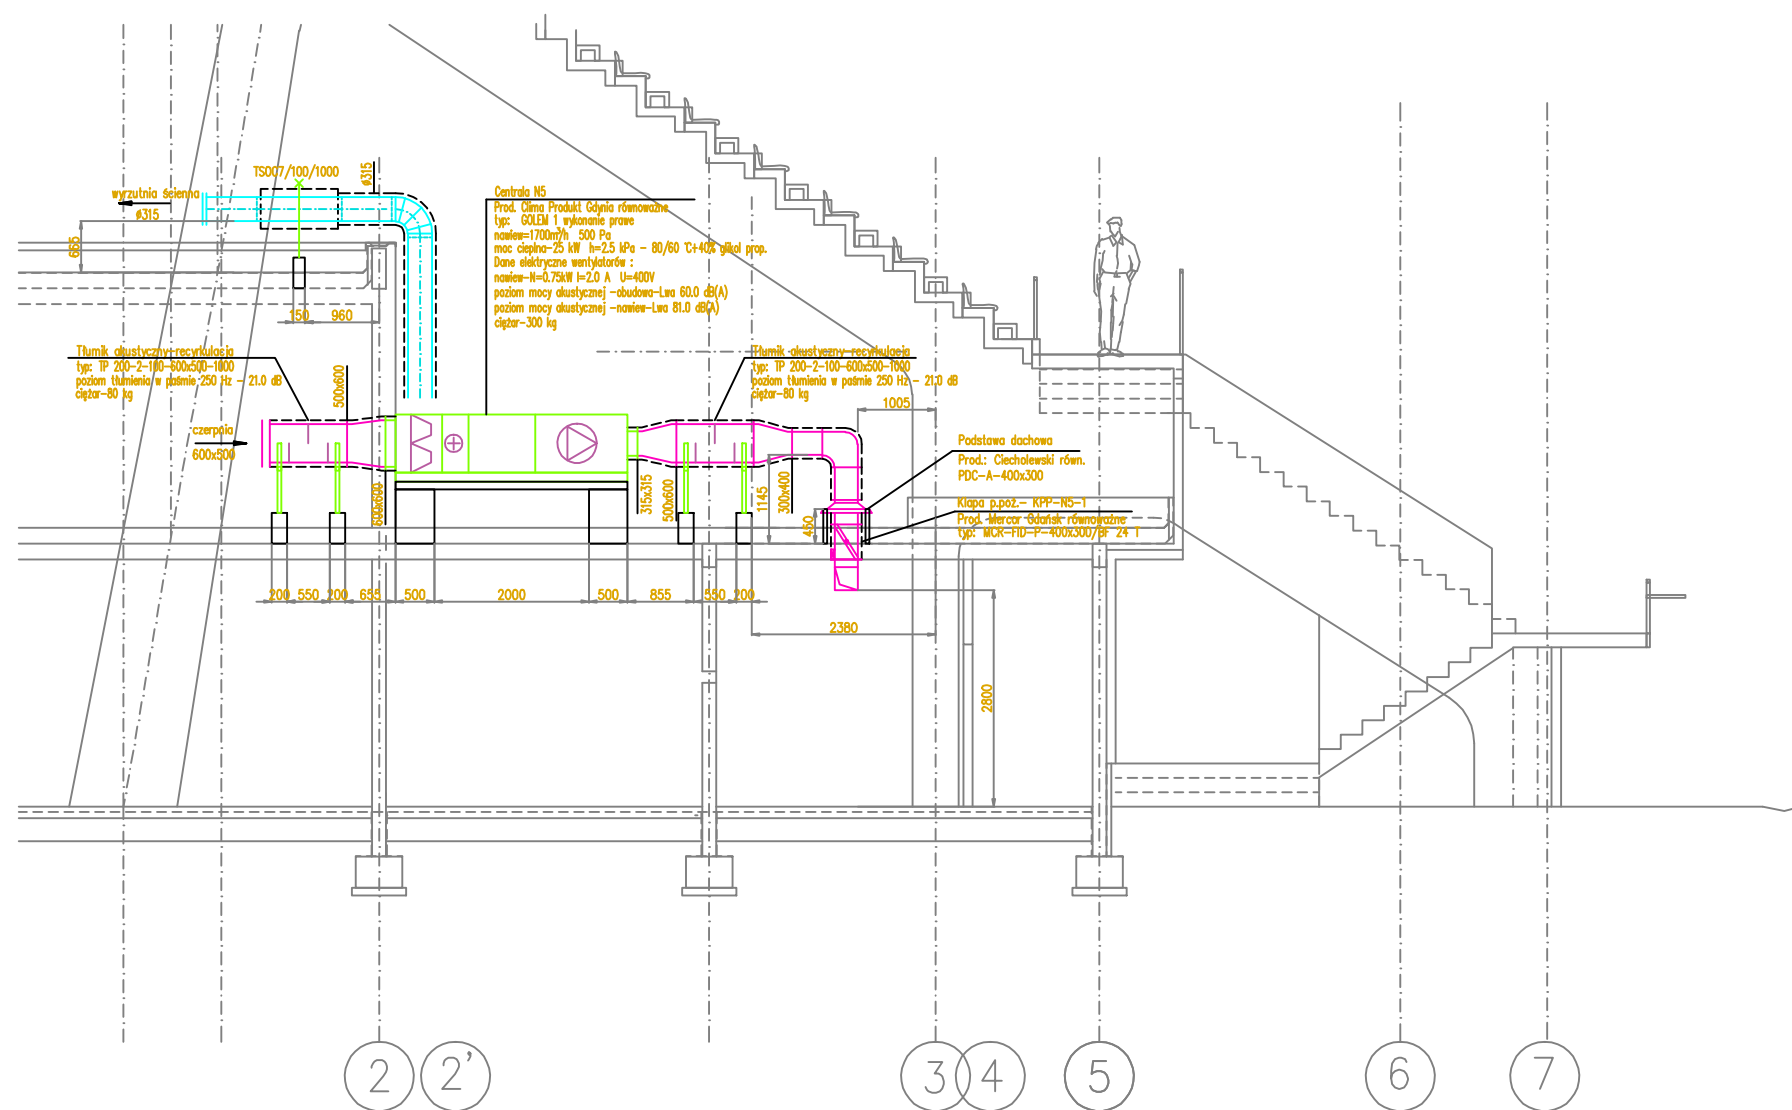 TS007/100/1000
ø315
wyrzutnia ścienna
ø315
665
150
960
Centrala N5
Prod. Clima Produkt Gdynia równoważne
typ: GOLEM 1 wykonanie prawe
nawiew=1700m³/h 500 Pa
moc cieplna-25 kW h=2.5 kPa - 80/60 °C+40% glikol prop.
Dane elektryczne wentylatorów :
nawiew-N=0.75kW I=2.0 A U=400V
poziom mocy akustycznej -obudowa-Lwa 60.0 dB(A)
poziom mocy akustycznej -nawiew-Lwa 81.0 dB(A)
ciężar-300 kg
Tłumik akustyczny-recyrkulacja
typ: TP 200-2-100-600x500-1000
poziom tłumienia w paśmie 250 Hz - 21.0 dB
ciężar-80 kg
500x600
czerpnia
600x500
600x600
Tłumik akustyczny-recyrkulacja
typ: TP 200-2-100-600x500-1000
poziom tłumienia w paśmie 250 Hz - 21.0 dB
ciężar-80 kg
1005
315x315
500x600
1145
300x400
450
Podstawa dachowa
Prod.: Ciecholewski równ.
PDC-A-400x300
Klapa p.poż.- KPP-N5-1
Prod. Mercor Gdańsk równoważne
typ: MCR-FID-P-400x300/BF 24 T
200
550
200
655
500
2000
500
855
550
200
2380
2800
2
2'
3
4
5
6
7